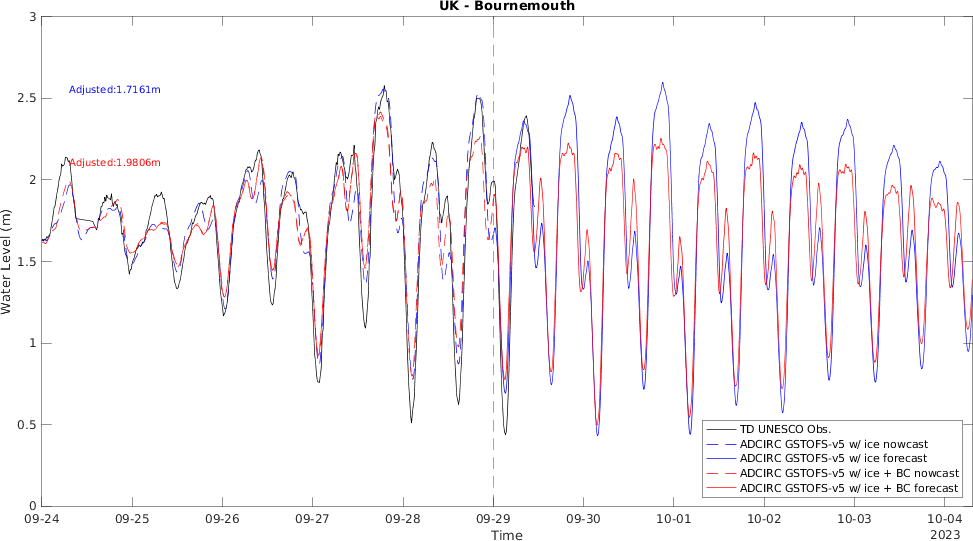 UK - Bournemouth
3
2.5
2
1.5
1
0.5
0
Water Level (m)
Adjusted:1.7161m
Adjusted:1.9806m
TD UNESCO Obs.
ADCIRC GSTOFS-v5 w/ ice nowcast
ADCIRC GSTOFS-v5 w/ ice forecast
ADCIRC GSTOFS-v5 w/ ice + BC nowcast
ADCIRC GSTOFS-v5 w/ ice + BC forecast
09-24 09-25 09-26 09-27 09-28 09-29 09-30 10-01 10-02 10-03 10-04
Time
2023